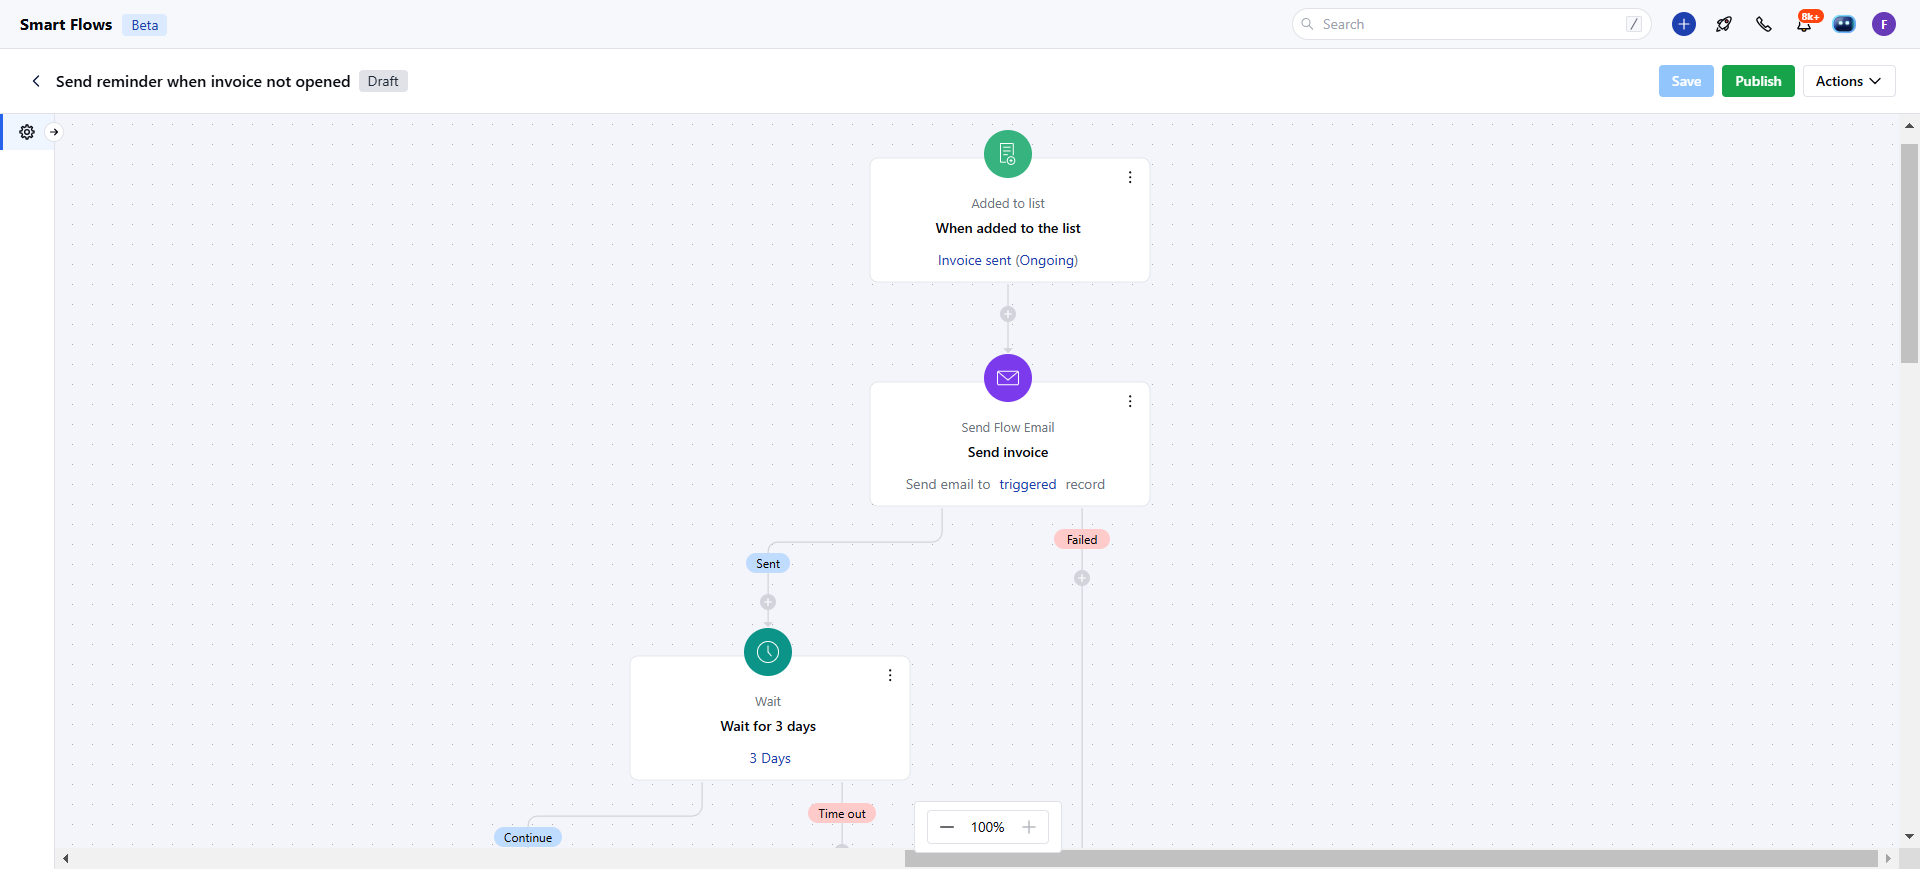 Smart Flows Beta
Search /
8k+
F
Send reminder when invoice not opened Draft
Save Publish Actions
Added to list
When added to the list
Invoice sent (Ongoing)
Send Flow Email
Send invoice
Send email to triggered record
Failed
Sent
Wait
Wait for 3 days
3 Days
Time out
Continue
100%